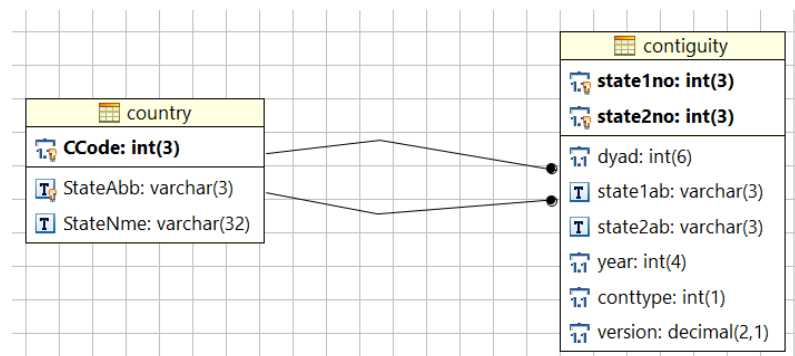 country
CCode: int(3)
StateAbb: varchar(3)
StateNme: varchar(32)
contiguity
state1no: int(3)
state2no: int(3)
dyad: int(6)
state1ab: varchar(3)
state2ab: varchar(3)
year: int(4)
conttype: int(1)
version: decimal(2,1)